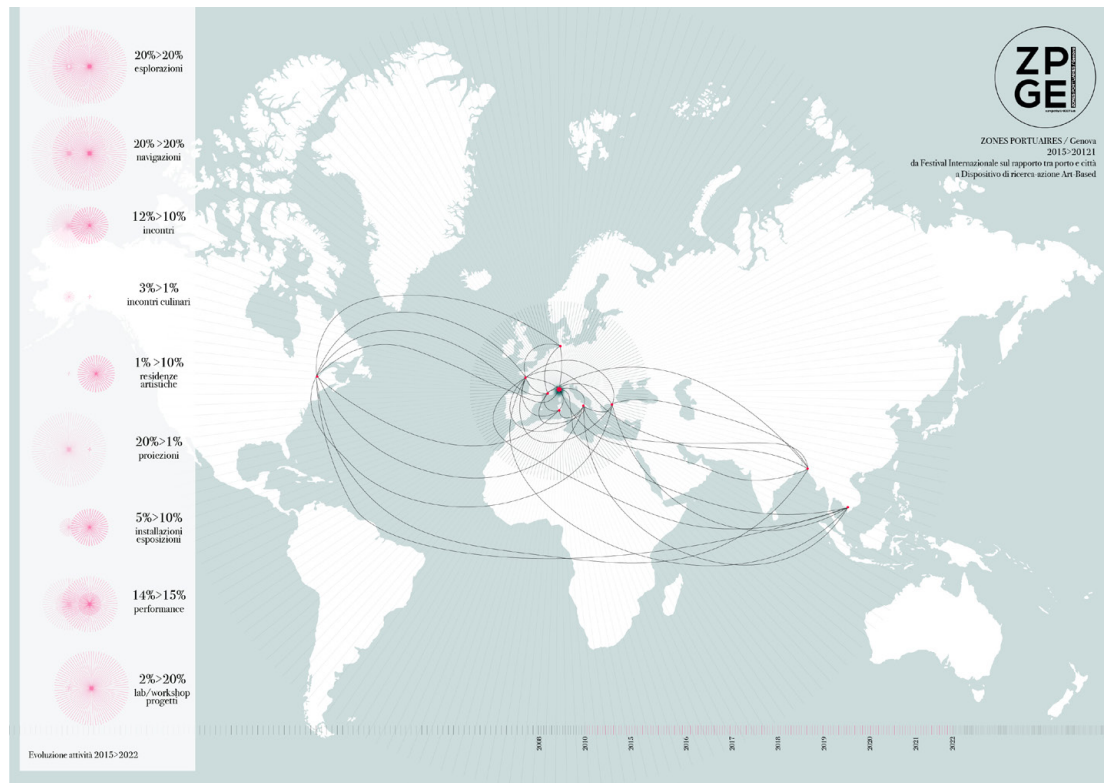 20%>20%
esplorazioni
20%>20%
navigazioni
12%>10%
incontri
3%>1%
incontri culinari
1% >10%
residenze
artistiche
20%>1%
proiezioni
5%>10%
installazioni
esposizioni
14%>15%
performance
2%>20%
lab/workshop
progetti
Evoluzione attività 2015>2022
ZP
GE
ZONES PORTUAIRES / Genova
2015>20121
da Festival Internazionale sul rapporto tra porto e città
a Dispositivo di ricerca-azione Art-Based
2008
2010
2015
2016
2017
2018
2019
2020
2021
2022